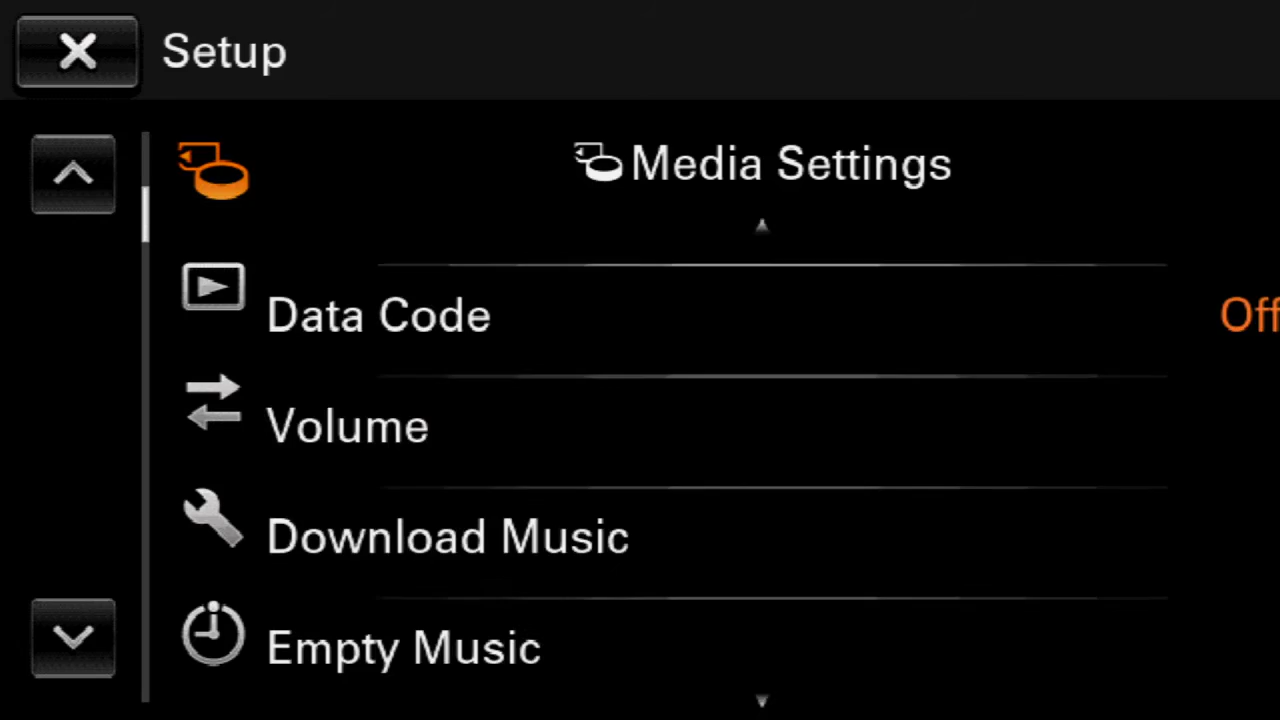 Setup
Media Settings
Data Code
Off
Volume
Download Music
Empty Music